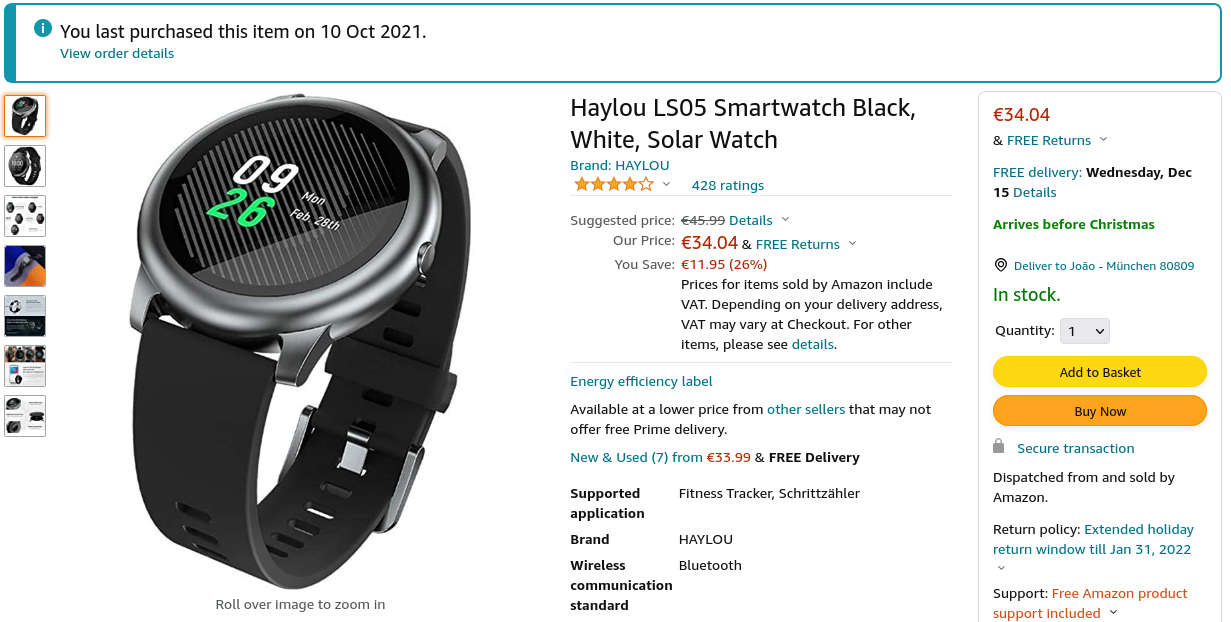 You last purchased this item on 10 Oct 2021.
View order details
09
26
Mon
Feb. 28th
Roll over image to zoom in
Haylou LS05 Smartwatch Black,
White, Solar Watch
Brand: HAYLOU
428 ratings
Suggested price: €45.99 Details
Our Price: €34.04 & FREE Returns
You Save: €11.95 (26%)
Prices for items sold by Amazon include
VAT. Depending on your delivery address,
VAT may vary at Checkout. For other
items, please see details.
Energy efficiency label
Available at a lower price from other sellers that may not
offer free Prime delivery.
New & Used (7) from €33.99 & FREE Delivery
Supported
application
Fitness Tracker, Schrittzähler
Brand HAYLOU
Wireless
communication
standard
Bluetooth
€34.04
& FREE Returns
FREE delivery: Wednesday, Dec
15 Details
Arrives before Christmas
Deliver to João - München 80809
In stock.
Quantity: 1
Add to Basket
Buy Now
Secure transaction
Dispatched from and sold by
Amazon.
Return policy: Extended holiday
return window till Jan 31, 2022
Support: Free Amazon product
support included